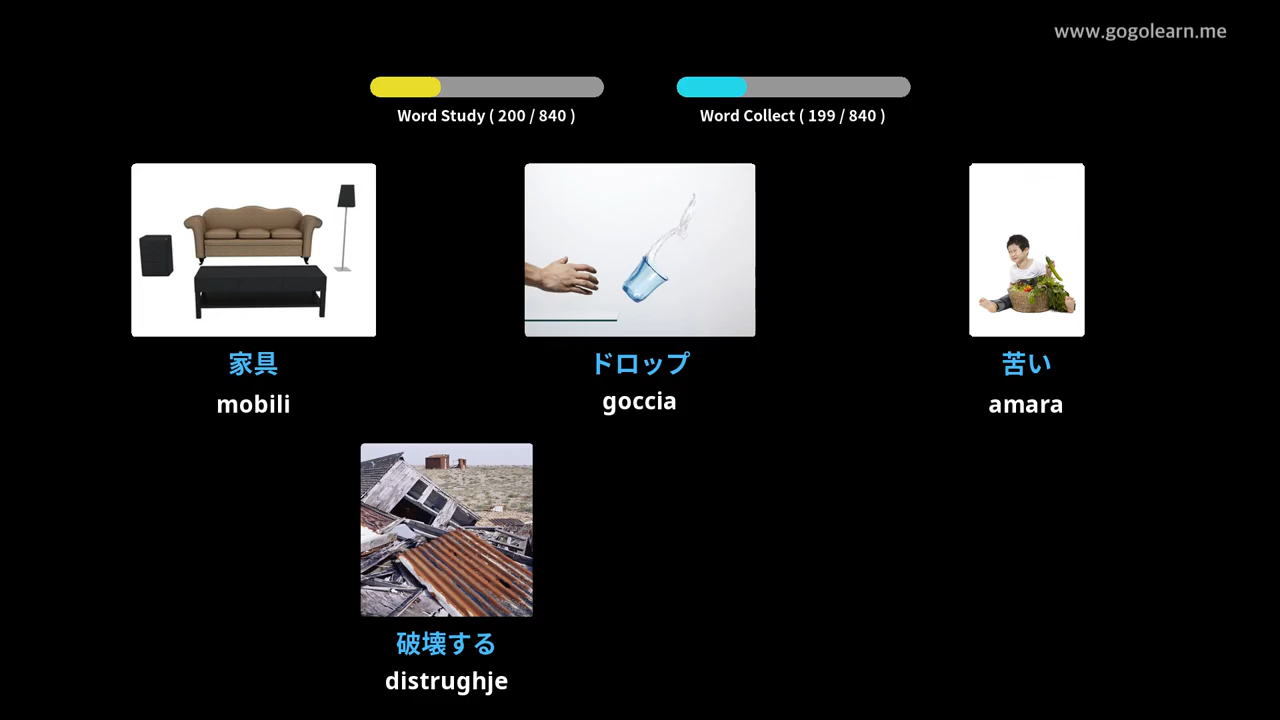 www.gogolearn.me
Word Study ( 200 / 840 )
Word Collect ( 199 / 840 )
家具
mobili
ドロップ
goccia
苦い
amara
破壊する
distrughje